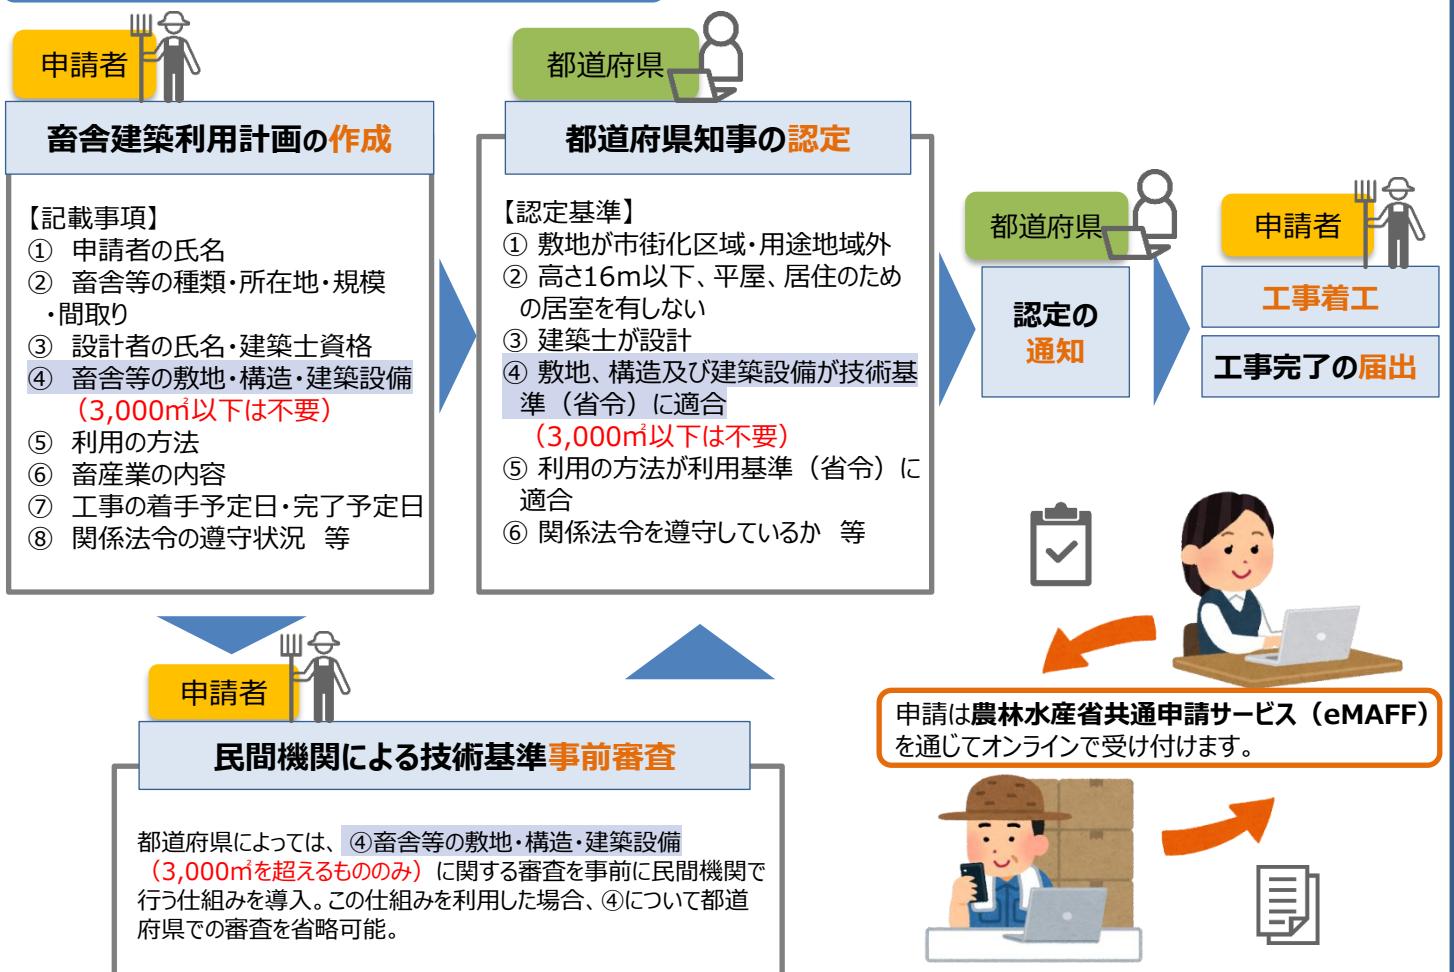 申請者
畜舎建築利用計画の作成
【記載事項】
① 申請者の氏名
② 畜舎等の種類・所在地・規模
・間取り
③ 設計者の氏名・建築士資格
④ 畜舎等の敷地・構造・建築設備
（3,000㎡以下は不要）
⑤ 利用の方法
⑥ 畜産業の内容
⑦ 工事の着手予定日・完了予定日
⑧ 関係法令の遵守状況 等
都道府県
都道府県知事の認定
【認定基準】
① 敷地が市街化区域・用途地域外
② 高さ16m以下、平屋、居住のため
の居室を有しない
③ 建築士が設計
④ 敷地、構造及び建築設備が技術基
準（省令）に適合
（3,000㎡以下は不要）
⑤ 利用の方法が利用基準（省令）に
適合
⑥ 関係法令を遵守しているか 等
都道府県
認定の
通知
申請者
工事着工
工事完了の届出
申請者
民間機関による技術基準事前審査
都道府県によっては、④畜舎等の敷地・構造・建築設備
（3,000㎡を超えるもののみ）に関する審査を事前に民間機関で
行う仕組みを導入。この仕組みを利用した場合、④について都道
府県での審査を省略可能。
申請は農林水産省共通申請サービス（eMAFF）
を通じてオンラインで受け付けます。